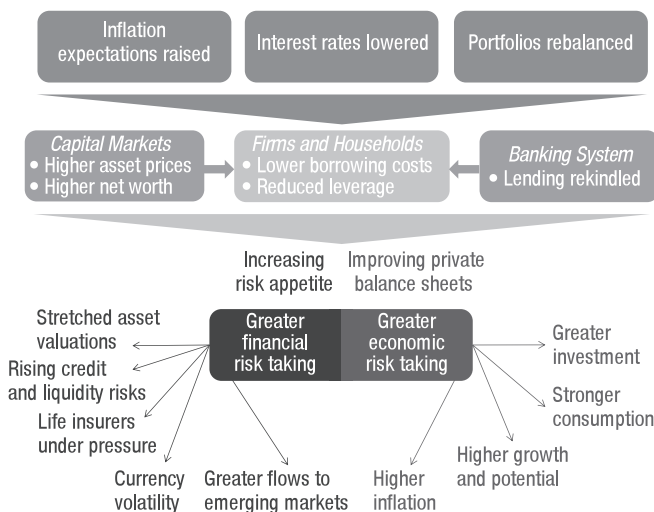 Inflation
expectations raised
Interest rates lowered
Portfolios rebalanced
Capital Markets
• Higher asset prices
• Higher net worth
Firms and Households
• Lower borrowing costs
• Reduced leverage
Banking System
• Lending rekindled
Increasing
risk appetite
Improving private
balance sheets
Greater
financial
risk taking
Greater
economic
risk taking
Stretched asset
valuations
Rising credit
and liquidity risks
Life insurers
under pressure
Currency
volatility
Greater flows to
emerging markets
Higher
inflation
Higher growth
and potential
Stronger
consumption
Greater
investment